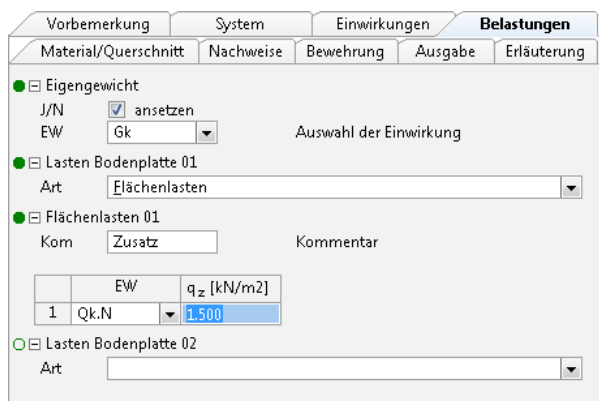 Vorbemerkung System Einwirkungen Belastungen
Material/Querschnitt Nachweise Bewehrung Ausgabe Erläuterung
Eigengewicht
J/N ansetzen
EW Gk Auswahl der Einwirkung
Lasten Bodenplatte 01
Art Flächenlasten
Flächenlasten 01
Kom Zusatz Kommentar
EW qz [kN/m2]
1 Qk.N 1.500
Lasten Bodenplatte 02
Art